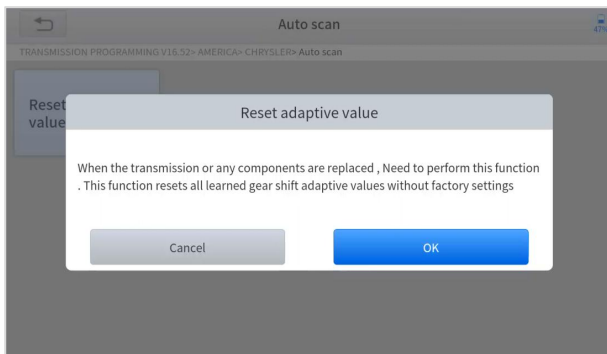 Auto scan
47%
TRANSMISSION PROGRAMMING V16.52> AMERICA> CHRYSLER> Auto scan
Reset
value
Reset adaptive value
When the transmission or any components are replaced , Need to perform this function
. This function resets all learned gear shift adaptive values without factory settings
Cancel
OK